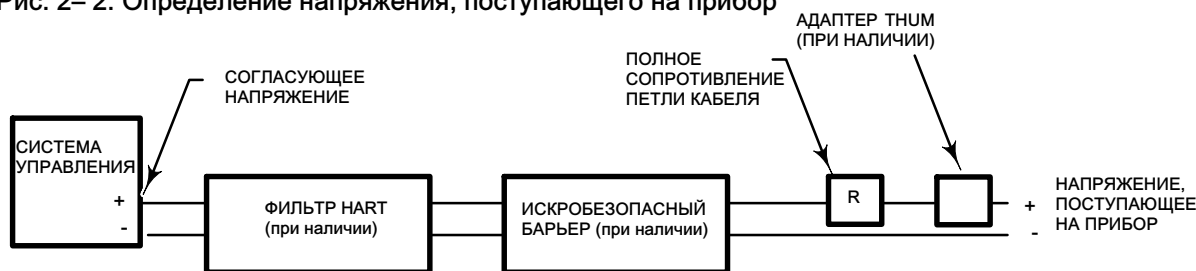 Рис. 2– 2. Определение напряжения, поступающего на прибор
АДАПТЕР THUM
(ПРИ НАЛИЧИИ)
ПОЛНОЕ
СОПРОТИВЛЕНИЕ
ПЕТЛИ КАБЕЛЯ
СОГЛАСУЮЩЕЕ
НАПРЯЖЕНИЕ
СИСТЕМА
УПРАВЛЕНИЯ
+
-
ФИЛЬТР HART
(при наличии)
ИСКРОБЕЗОПАСНЫЙ
БАРЬЕР (при наличии)
R
+
-
НАПРЯЖЕНИЕ,
ПОСТУПАЮЩЕЕ
НА ПРИБОР